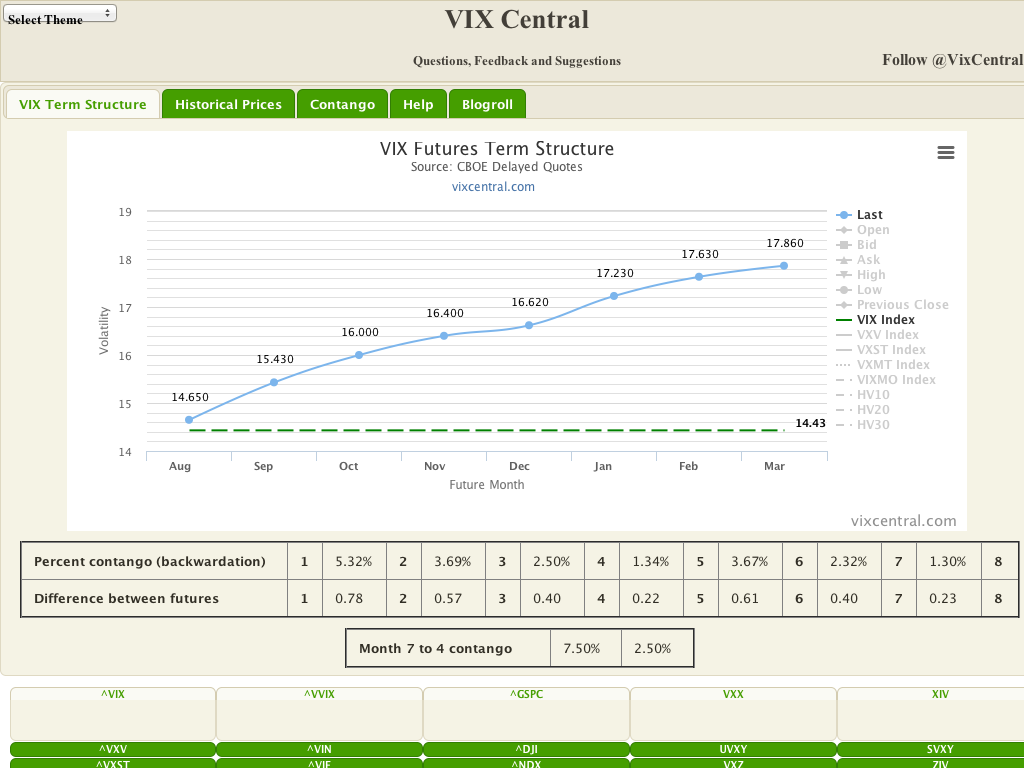 Select Theme
VIX Central
Questions, Feedback and Suggestions
Follow @VixCentral
VIX Term Structure
Historical Prices
Contango
Help
Blogroll
VIX Futures Term Structure
Source: CBOE Delayed Quotes
vixcentral.com
Volatility
19
18
17
16
15
14
14.650
15.430
16.000
16.400
16.620
17.230
17.630
17.860
14.43
Aug Sep Oct Nov Dec Jan Feb Mar
Future Month
Last
Open
Bid
Ask
High
Low
Previous Close
VIX Index
VXV Index
VXST Index
VXMT Index
VIXMO Index
HV10
HV20
HV30
vixcentral.com
Percent contango (backwardation) 1 5.32% 2 3.69% 3 2.50% 4 1.34% 5 3.67% 6 2.32% 7 1.30% 8
Difference between futures 1 0.78 2 0.57 3 0.40 4 0.22 5 0.61 6 0.40 7 0.23 8
Month 7 to 4 contango 7.50% 2.50%
^VIX ^VVIX ^GSPC VXX XIV
^VXV ^VIN ^DJI UVXY SVXY
^VXST ^VIF ^NDX VXZ ZIV